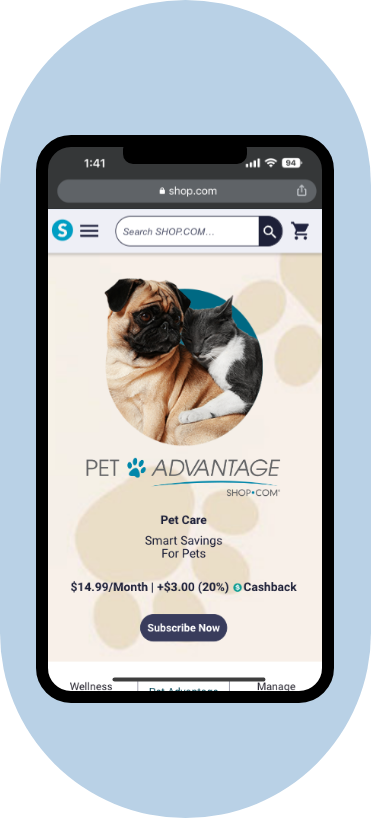 1:41
94
shop.com
S
Search SHOP.COM...
PET ADVANTAGE
SHOP•COM®
Pet Care
Smart Savings
For Pets
$14.99/Month | +$3.00 (20%) S Cashback
Subscribe Now
Wellness Pet Advantage Manage